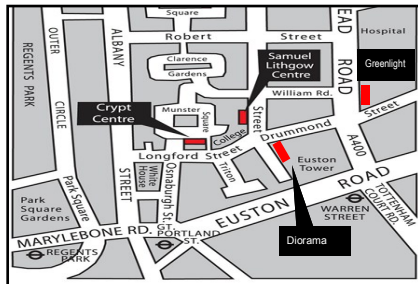 Square
Robert Street
Hospital
Clarence
Gardens
Samuel
Lithgow
Centre
EAD
ROAD
Greenlight
William Rd.
REGENTS PARK
OUTER
CIRCLE
ALBANY
STREET
Crypt
Centre
Munster
Square
College
Street
Drummond
Street
Longford Street
A400
White
House
Osnaburgh St.
Triton
Euston
Tower
Park
Square
Gardens
Park Square
EUSTON ROAD
WARREN
STREET
TOTTENHAM
COURT RD.
MARYLEBONE RD.
GT.
PORTLAND
ST.
REGENTS
PARK
Diorama